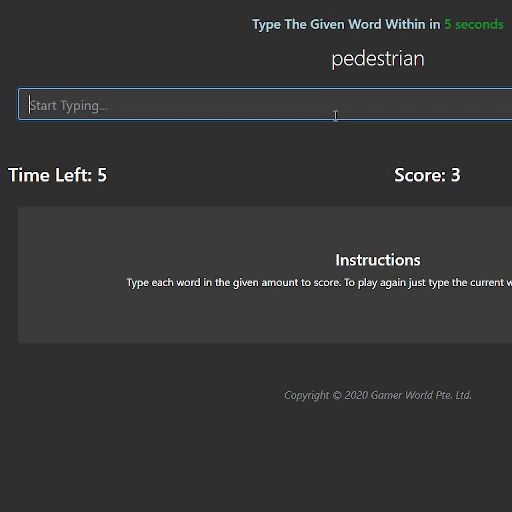 Type The Given Word Within in 5 seconds
pedestrian
Start Typing...
Time Left: 5
Score: 3
Instructions
Type each word in the given amount to score. To play again just type the current
Copyright © 2020 Gamer World Pte. Ltd.